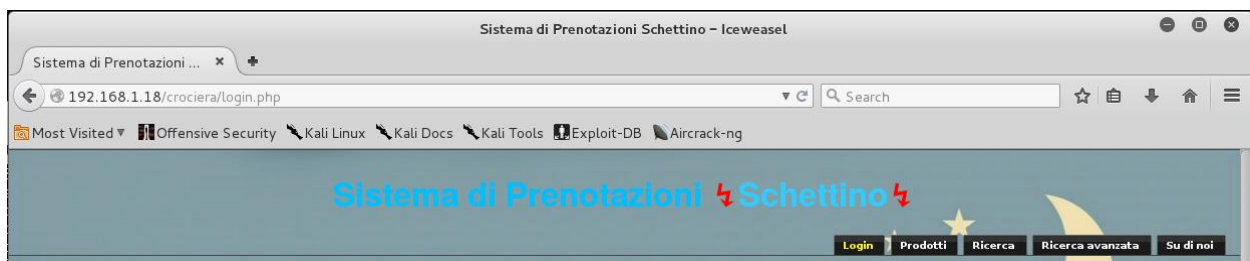 Sistema di Prenotazioni Schettino - Iceweasel
Sistema di Prenotazioni ...
192.168.1.18/crociera/login.php
Search
Most Visited Offensive Security Kali Linux Kali Docs Kali Tools Exploit-DB Aircrack-ng
Sistema di Prenotazioni Schettino
Login Prodotti Ricerca Ricerca avanzata Su di noi